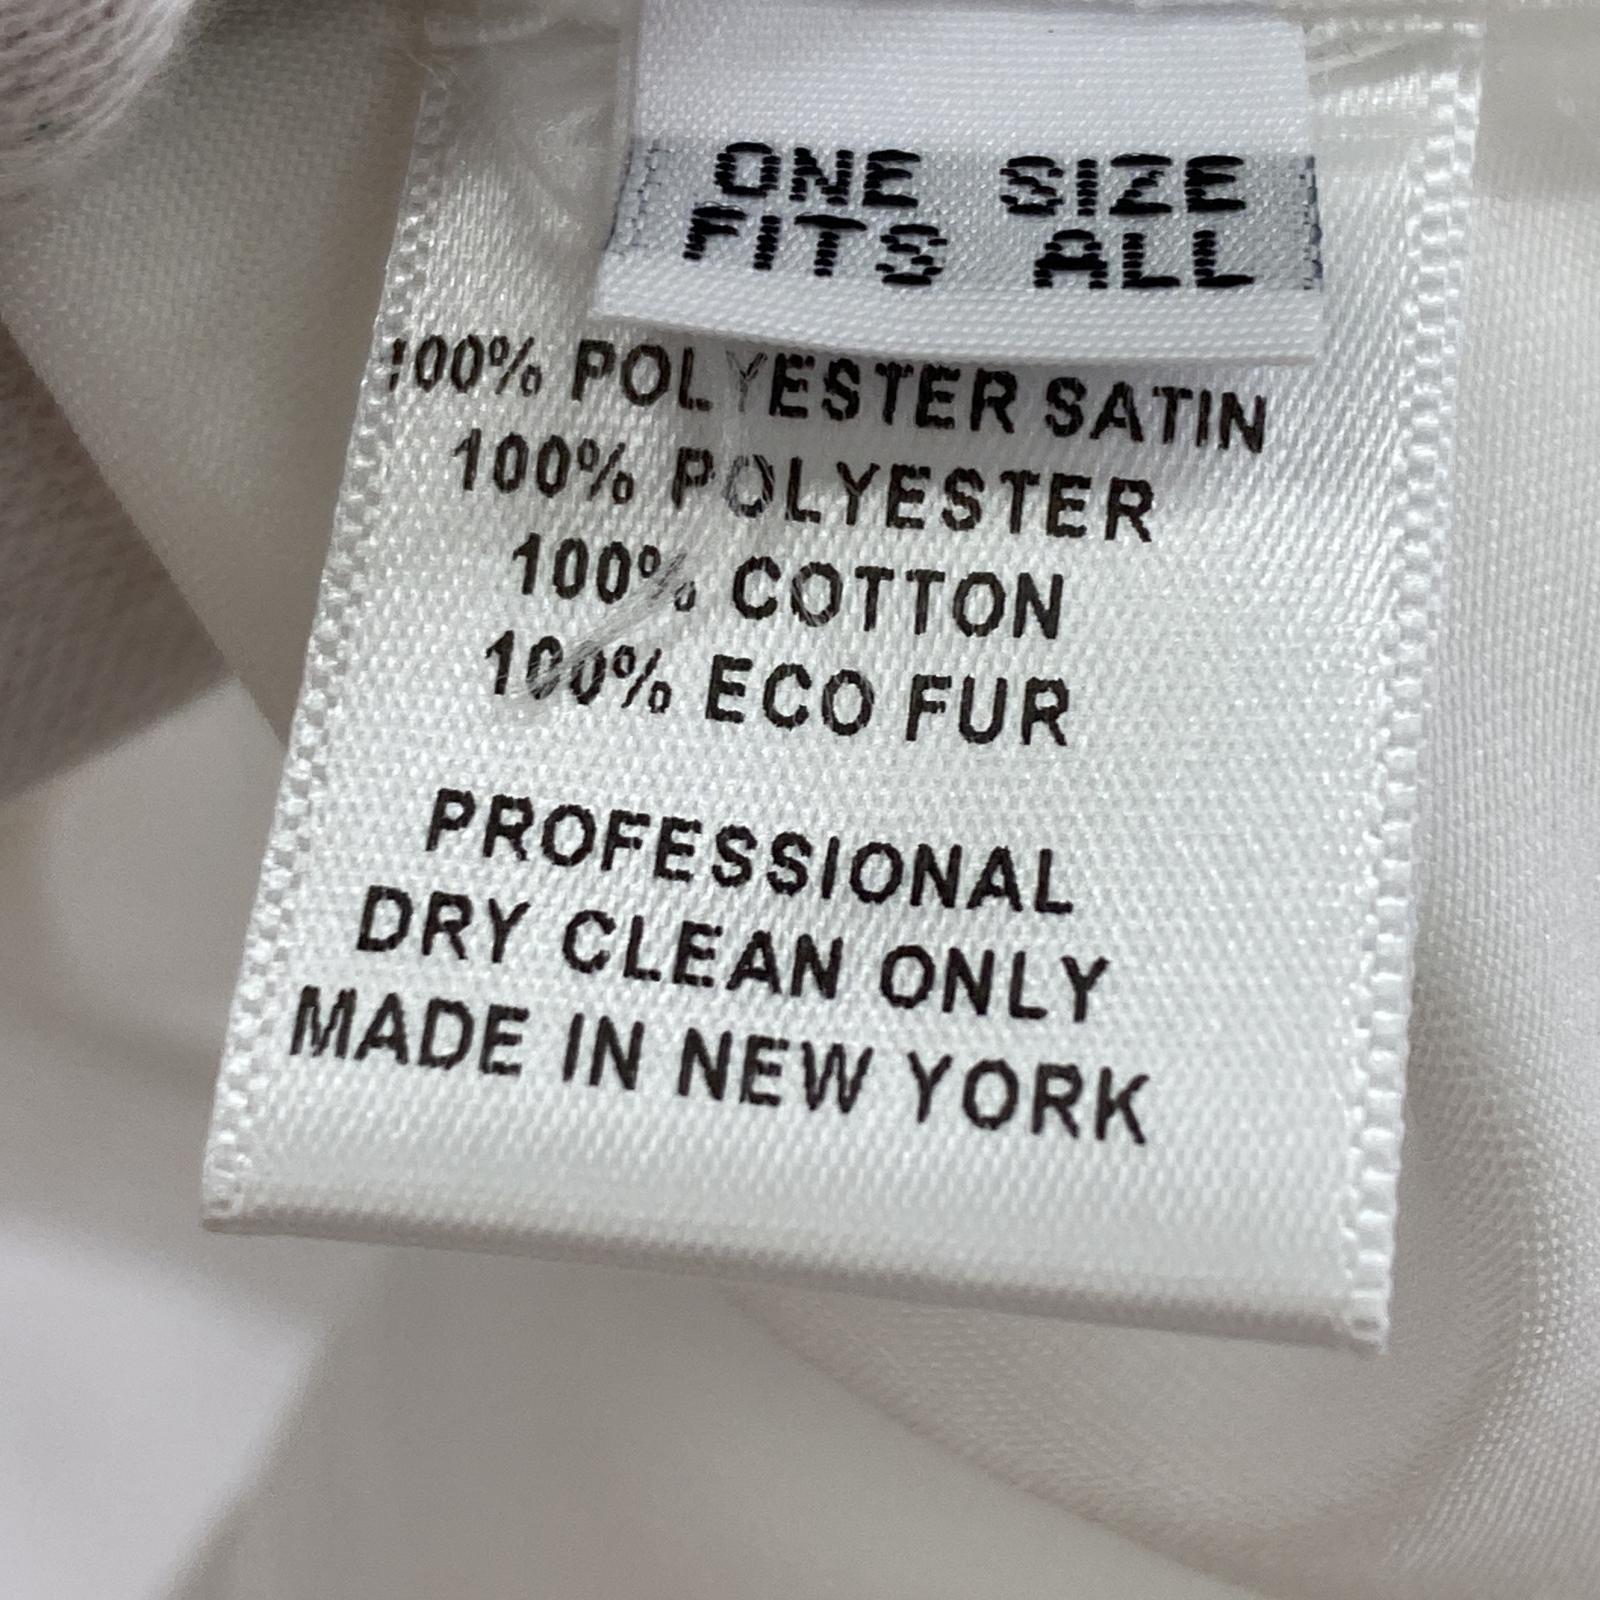 ONE SIZE
FITS ALL
100% POLYESTER SATIN
100% POLYESTER
100% COTTON
100% ECO FUR
PROFESSIONAL
DRY CLEAN ONLY
MADE IN NEW YORK